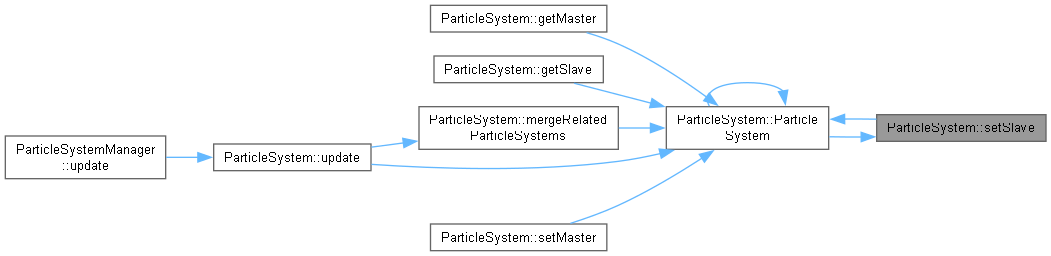 ParticleSystem::getMaster
ParticleSystem::getSlave
ParticleSystem::mergeRelated
ParticleSystems
ParticleSystem::Particle
System
ParticleSystem::setSlave
ParticleSystemManager
::update
ParticleSystem::update
ParticleSystem::setMaster